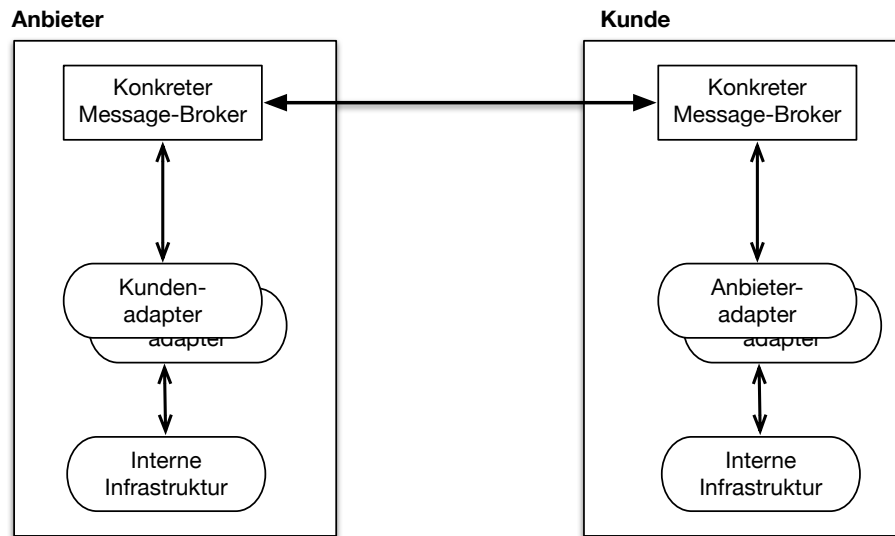 Anbieter
Konkreter
Message-Broker
Kunden-
adapter
adapter
Interne
Infrastruktur
Kunde
Konkreter
Message-Broker
Anbieter-
adapter
adapter
Interne
Infrastruktur